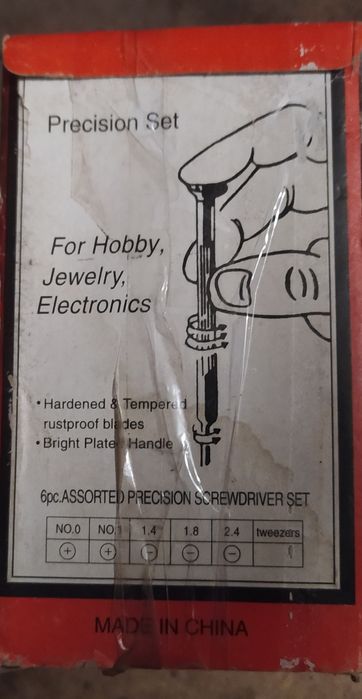 Precision Set
For Hobby,
Jewelry,
Electronics
• Hardened & Tempered
rustproof blades
• Bright Plated Handle
6pc.ASSORTED PRECISION SCREWDRIVER SET
NO.0 NO.1 1.4 1.8 2.4 tweezers
MADE IN CHINA